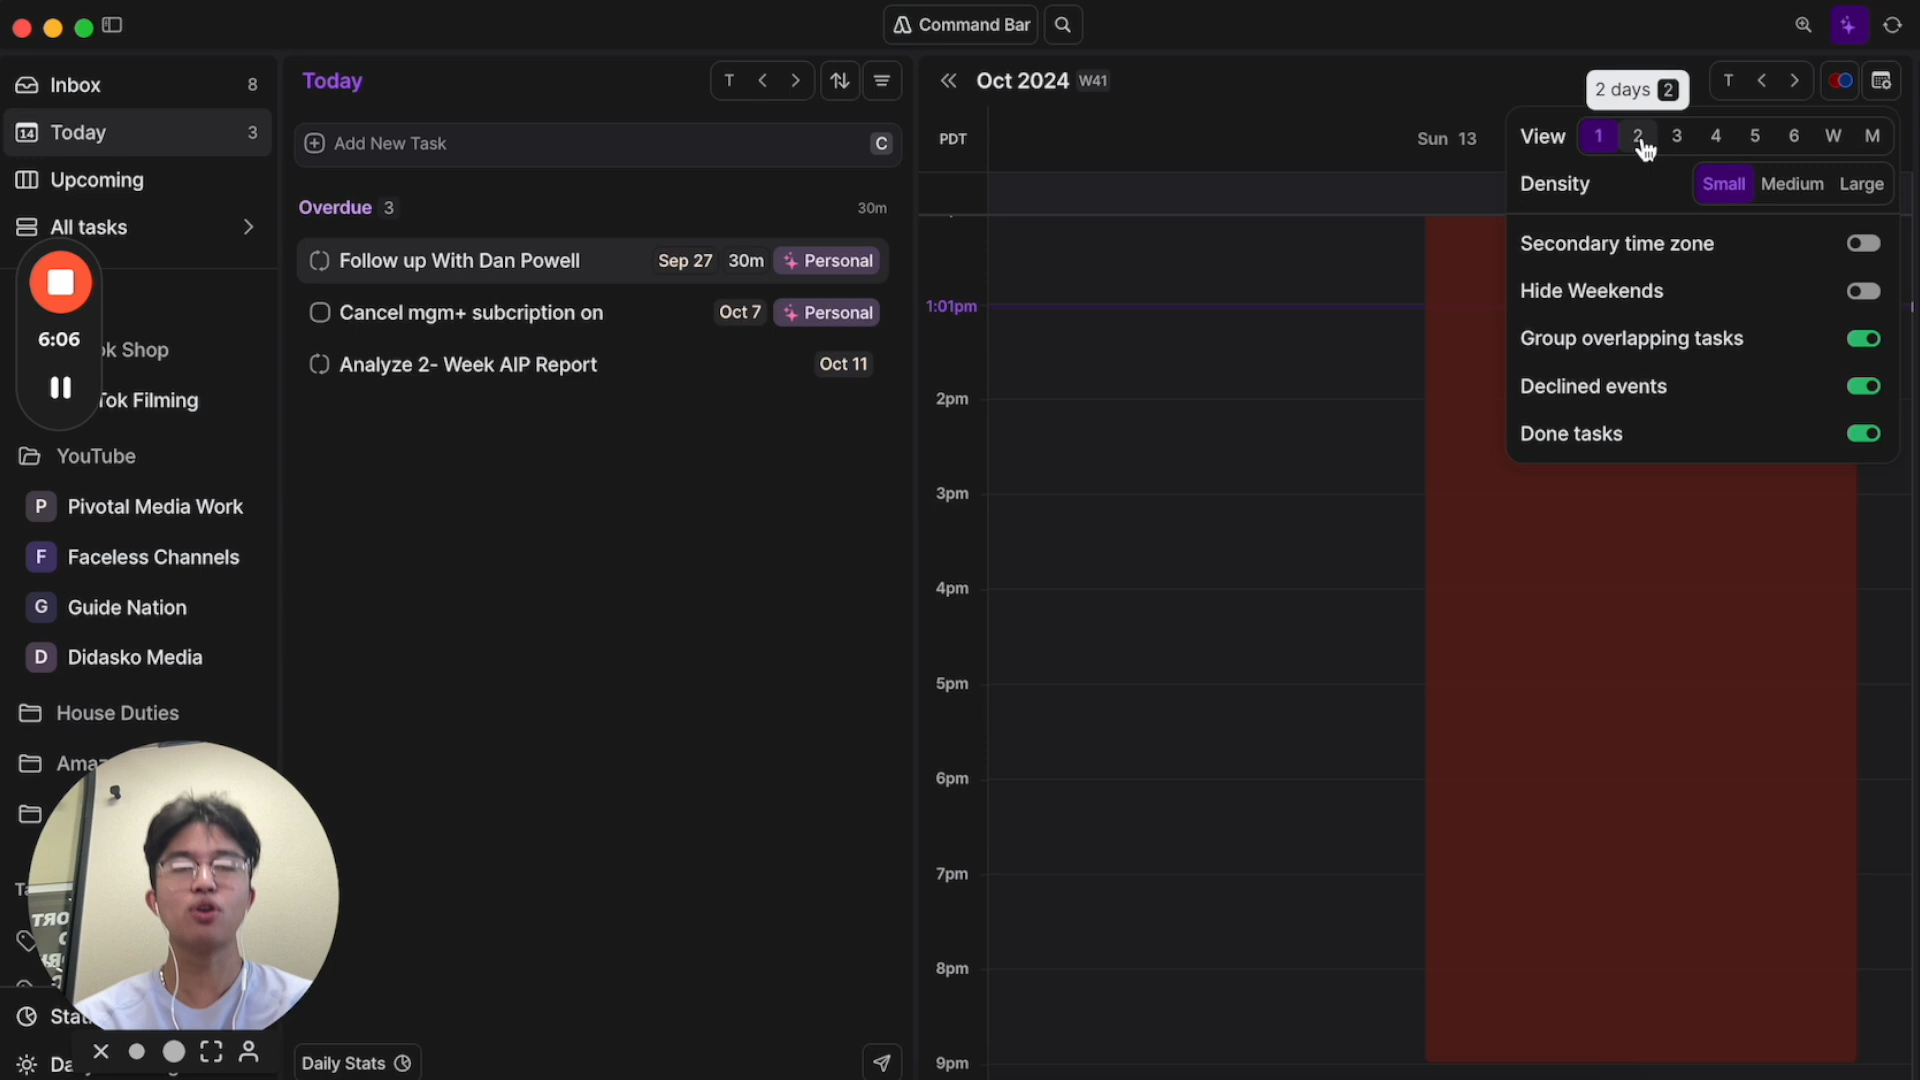 Command Bar
Inbox 8
14 Today 3
Upcoming
All tasks
6:06
k Shop
Tok Filming
YouTube
P Pivotal Media Work
F Faceless Channels
G Guide Nation
D Didasko Media
House Duties
Amaz
Ta
Stat
Da
Today
T
Add New Task C
Overdue 3 30m
Follow up With Dan Powell Sep 27 30m Personal
Cancel mgm+ subcription on Oct 7 Personal
Analyze 2- Week AIP Report Oct 11
Daily Stats
Oct 2024 W41
T
2 days 2
PDT
Sun 13
View 1 2 3 4 5 6 W M
Density Small Medium Large
Secondary time zone
Hide Weekends
Group overlapping tasks
Declined events
Done tasks
1:01pm
2pm
3pm
4pm
5pm
6pm
7pm
8pm
9pm